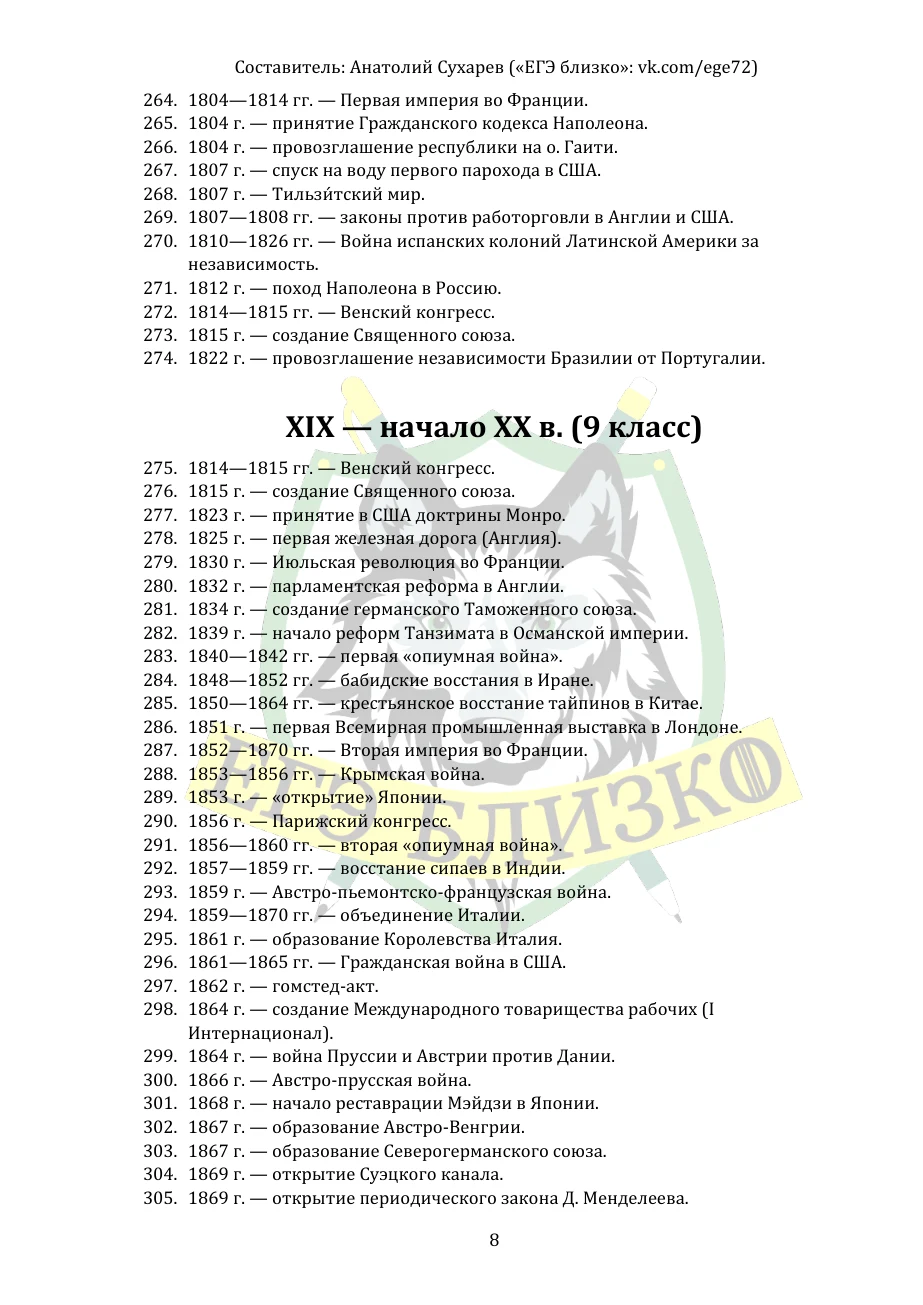 Составитель: Анатолий Сухарев («ЕГЭ близко»: vk.com/ege72)
264. 1804—1814 гг. — Первая империя во Франции.
265. 1804 г. — принятие Гражданского кодекса Наполеона.
266. 1804 г. — провозглашение республики на о. Гаити.
267. 1807 г. — спуск на воду первого парохода в США.
268. 1807 г. — Тильзи́тский мир.
269. 1807—1808 гг. — законы против работорговли в Англии и США.
270. 1810—1826 гг. — Война испанских колоний Латинской Америки за
независимость.
271. 1812 г. — поход Наполеона в Россию.
272. 1814—1815 гг. — Венский конгресс.
273. 1815 г. — создание Священного союза.
274. 1822 г. — провозглашение независимости Бразилии от Португалии.
XIX — начало XX в. (9 класс)
275. 1814—1815 гг. — Венский конгресс.
276. 1815 г. — создание Священного союза.
277. 1823 г. — принятие в США доктрины Монро.
278. 1825 г. — первая железная дорога (Англия).
279. 1830 г. — Июльская революция во Франции.
280. 1832 г. — парламентская реформа в Англии.
281. 1834 г. — создание германского Таможенного союза.
282. 1839 г. — начало реформ Танзимата в Османской империи.
283. 1840—1842 гг. — первая «опиумная война».
284. 1848—1852 гг. — бабидские восстания в Иране.
285. 1850—1864 гг. — крестьянское восстание тайпинов в Китае.
286. 1851 г. — первая Всемирная промышленная выставка в Лондоне.
287. 1852—1870 гг. — Вторая империя во Франции.
288. 1853—1856 гг. — Крымская война.
289. 1853 г. — «открытие» Японии.
290. 1856 г. — Парижский конгресс.
291. 1856—1860 гг. — вторая «опиумная война».
292. 1857—1859 гг. — восстание сипаев в Индии.
293. 1859 г. — Австро-пьемонтско-французская война.
294. 1859—1870 гг. — объединение Италии.
295. 1861 г. — образование Королевства Италия.
296. 1861—1865 гг. — Гражданская война в США.
297. 1862 г. — гомстед-акт.
298. 1864 г. — создание Международного товарищества рабочих (I
Интернационал).
299. 1864 г. — война Пруссии и Австрии против Дании.
300. 1866 г. — Австро-прусская война.
301. 1868 г. — начало реставрации Мэйдзи в Японии.
302. 1867 г. — образование Австро-Венгрии.
303. 1867 г. — образование Северогерманского союза.
304. 1869 г. — открытие Суэцкого канала.
305. 1869 г. — открытие периодического закона Д. Менделеева.
ЕГЭ БЛИЗКО
8